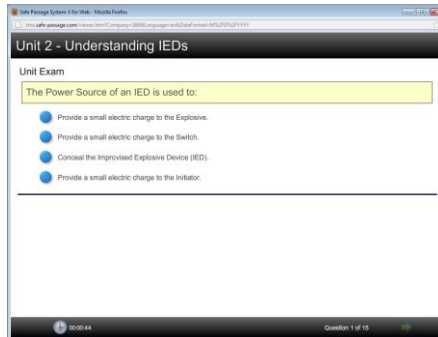 Safe Passage System II for Web - Mozilla Firefox
Unit 2 - Understanding IEDs
Unit Exam
The Power Source of an IED is used to:
Provide a small electric charge to the Explosive.
Provide a small electric charge to the Switch.
Conceal the Improvised Explosive Device (IED).
Provide a small electric charge to the Initiator.
00:00:44
Question 1 of 15